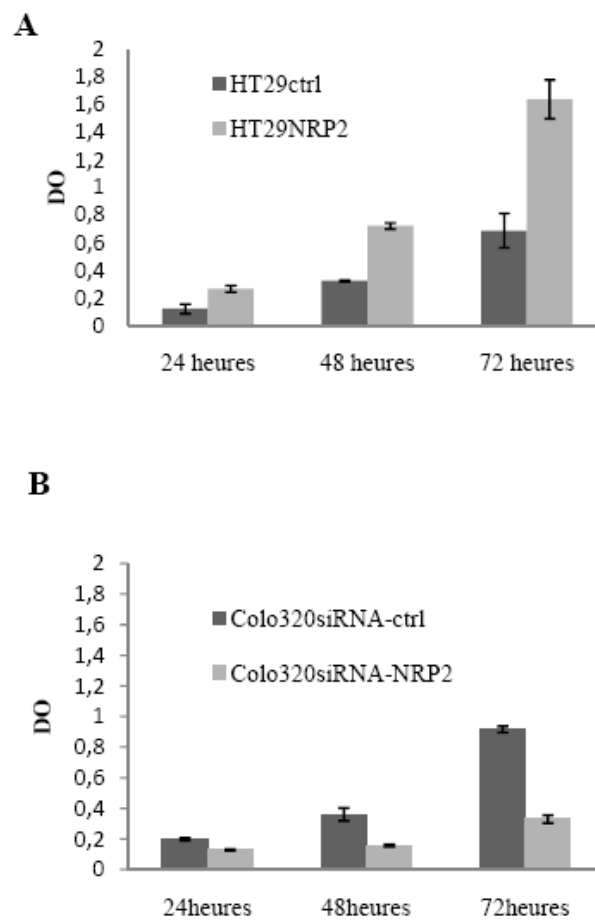 A
2
1,8
1,6
1,4
1,2
1
0,8
0,6
0,4
0,2
0
DO
HT29ctrl
HT29NRP2
24 heures
48 heures
72 heures
B
2
1,8
1,6
1,4
1,2
1
0,8
0,6
0,4
0,2
0
DO
Colo320siRNA-ctrl
Colo320siRNA-NRP2
24heures
48heures
72heures